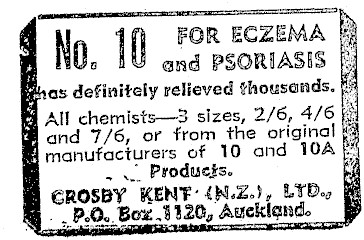 No. 10 FOR ECZEMA
and PSORIASIS
has definitely relieved thousands.
All chemists—3 sizes, 2/6, 4/6
and 7/6, or from the original
manufacturers of 10 and 10A
Products.
CROSBY KENT (N.Z.), LTD.,
P.O. Box 1120, Auckland.